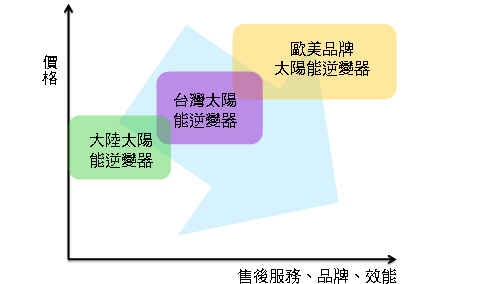 價
格
歐美品牌
太陽能逆變器
台灣太陽
能逆變器
大陸太陽
能逆變器
售後服務、品牌、效能